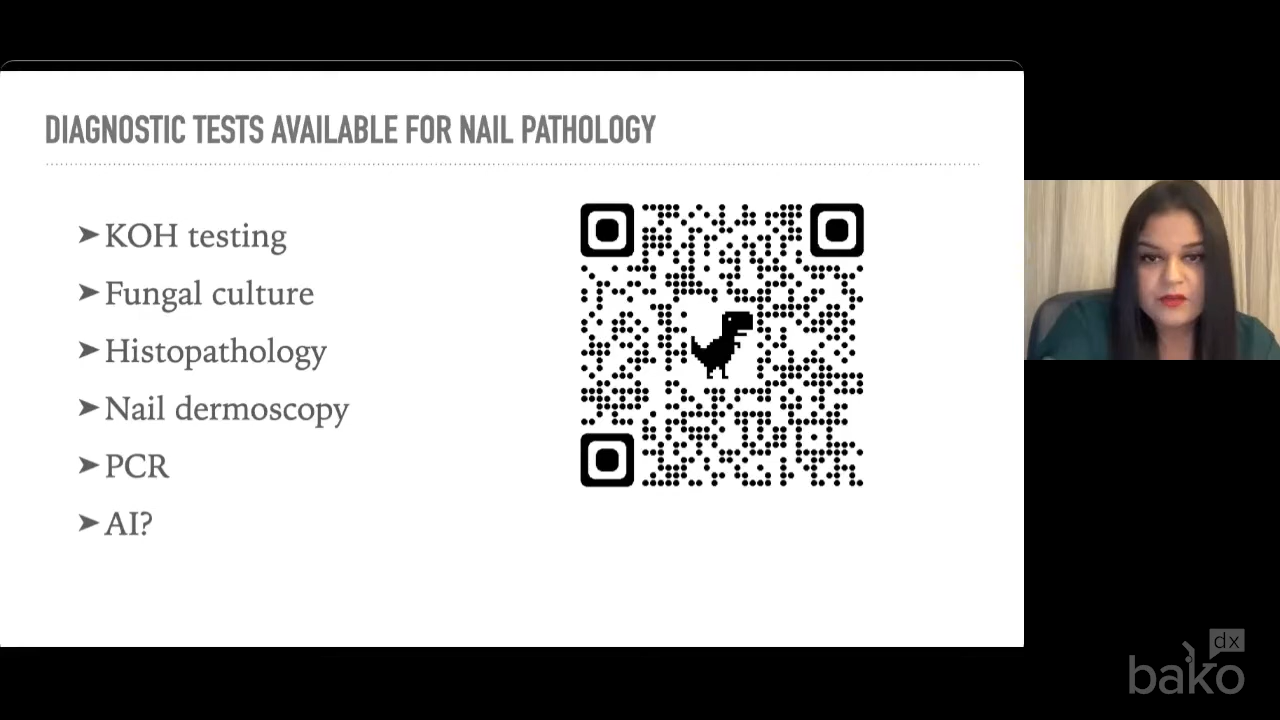 DIAGNOSTIC TESTS AVAILABLE FOR NAIL PATHOLOGY
➤KOH testing
➤Fungal culture
➤Histopathology
➤Nail dermoscopy
➤PCR
➤AI?
dx
bako